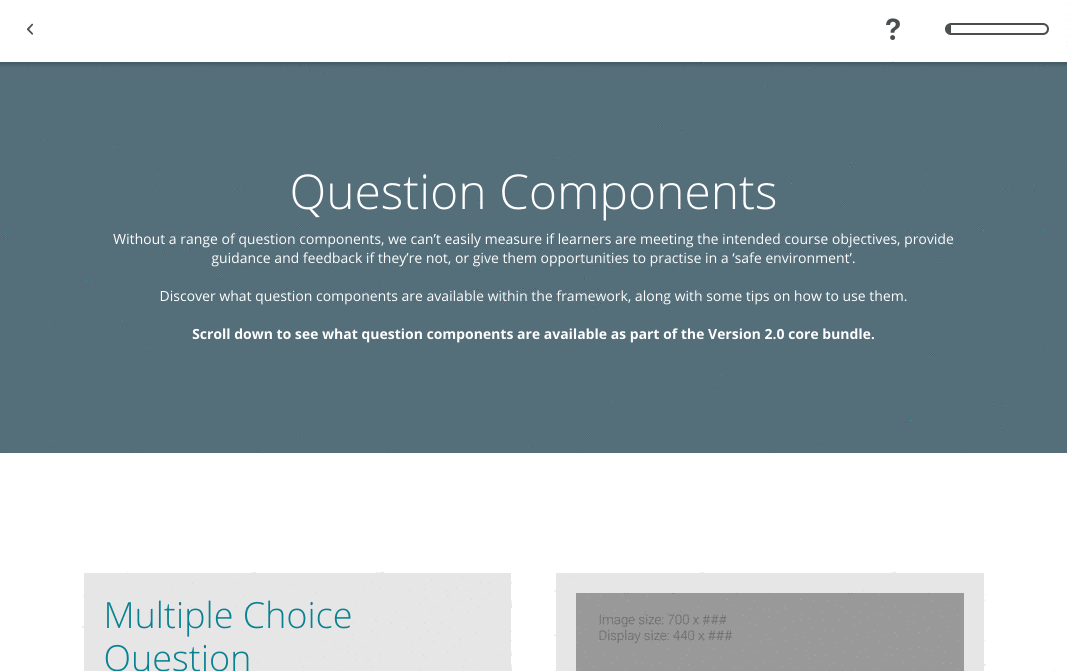 ?
Question Components
Without a range of question components, we can’t easily measure if learners are meeting the intended course objectives, provide
guidance and feedback if they’re not, or give them opportunities to practise in a ‘safe environment’.
Discover what question components are available within the framework, along with some tips on how to use them.
Scroll down to see what question components are available as part of the Version 2.0 core bundle.
Multiple Choice
Question
Image size: 700 x ###
Display size: 440 x ###